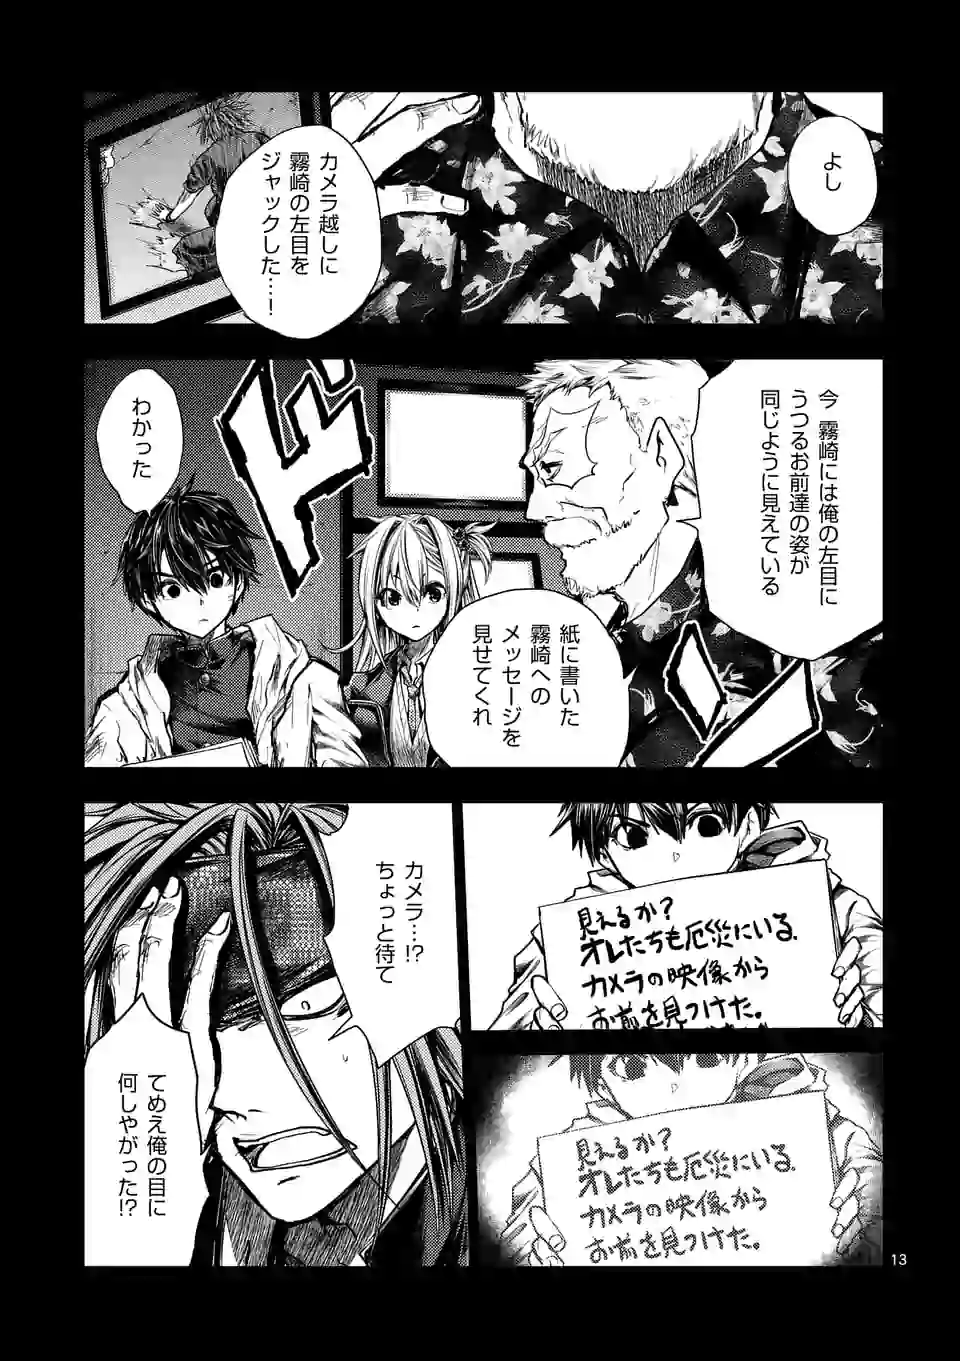 よし
カメラ越しに
霧崎の左目を
ジャックした…!
今 霧崎には俺の左目に
うつるお前達の姿が
同じように見えている
紙に書いた
霧崎への
メッセージを
見せてくれ
ドドド
わかった
見えるか?
オレたちも厄災にいる。
カメラの映像から
お前を見つけた。
見えるか?
オレたちも厄災にいる。
カメラの映像から
お前を見つけた。
カメラ…!?
ちょっと待て
てめえ俺の目に
何しやがった!?
13